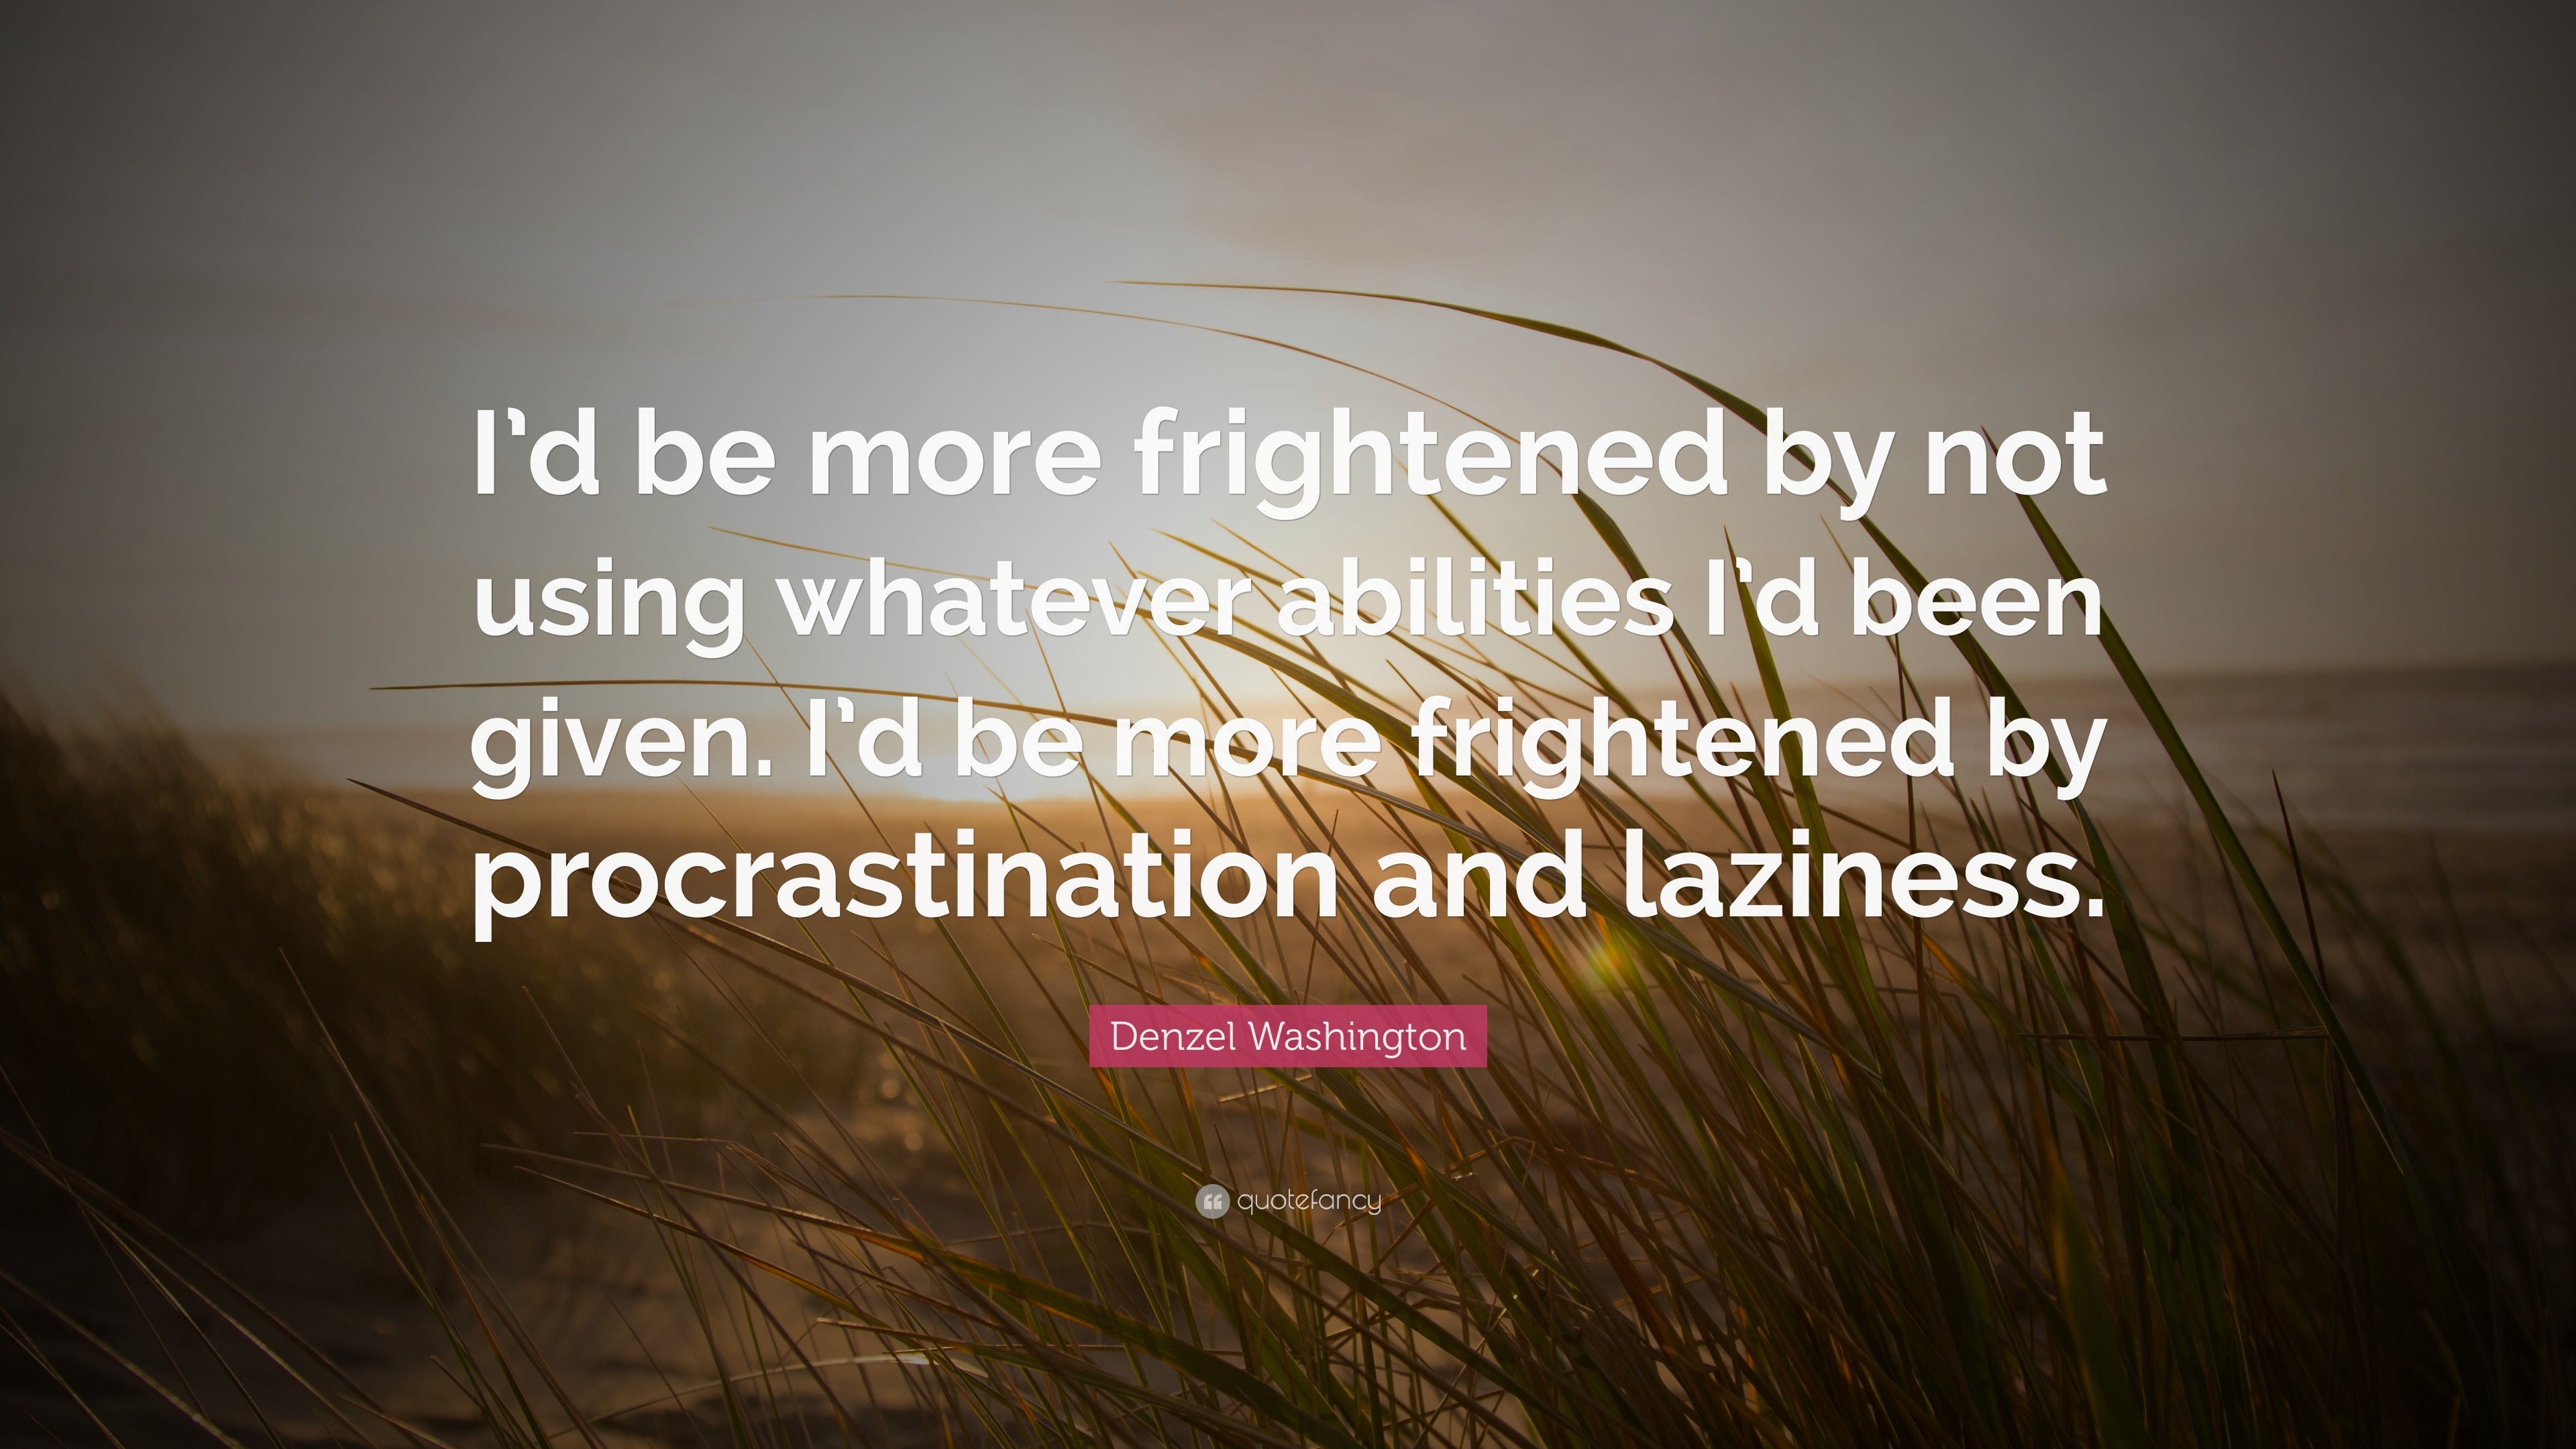 I’d be more frightened by not
using whatever abilities I’d been
given. I’d be more frightened by
procrastination and laziness.
Denzel Washington
quotefancy